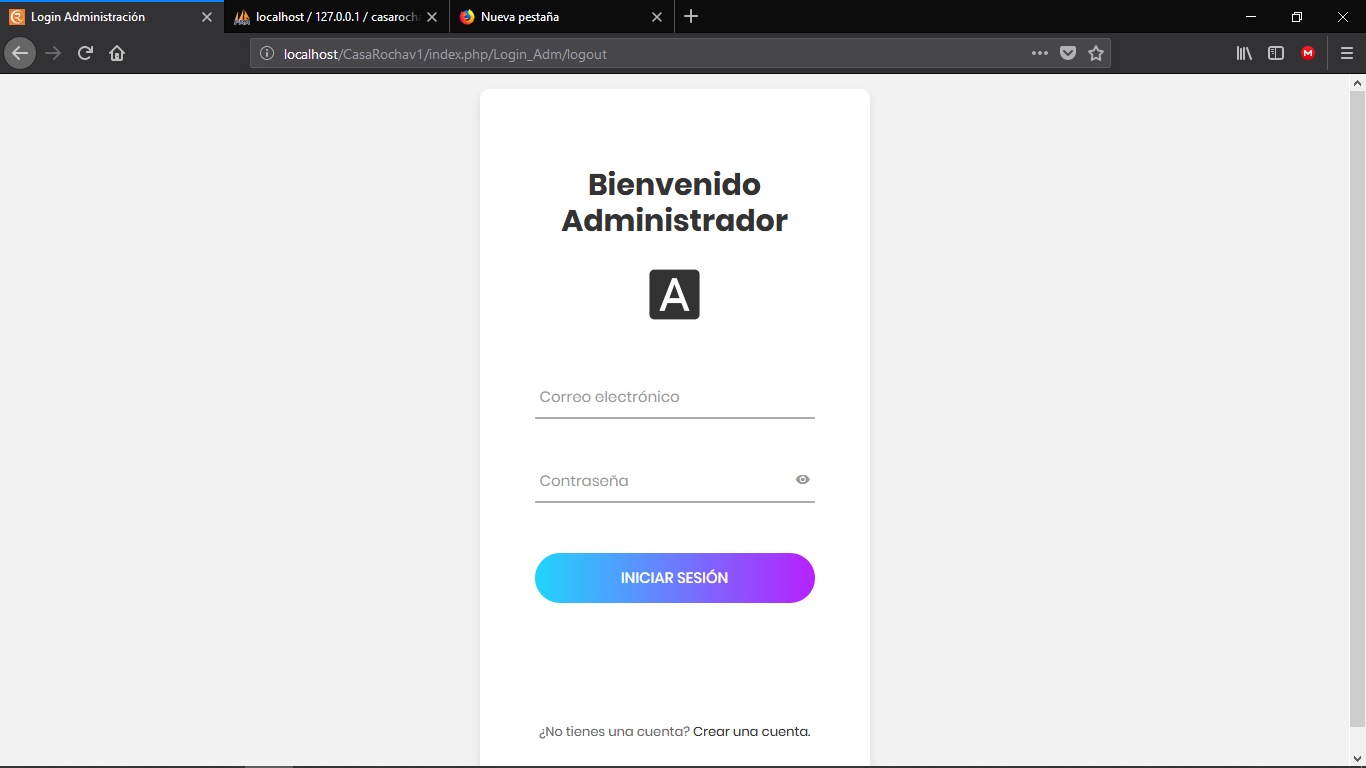 Login Administración
localhost / 127.0.0.1 / casaroch
Nueva pestaña
localhost/CasaRochav1/index.php/Login_Adm/logout
Bienvenido
Administrador
A
Correo electrónico
Contraseña
INICIAR SESIÓN
¿No tienes una cuenta? Crear una cuenta.